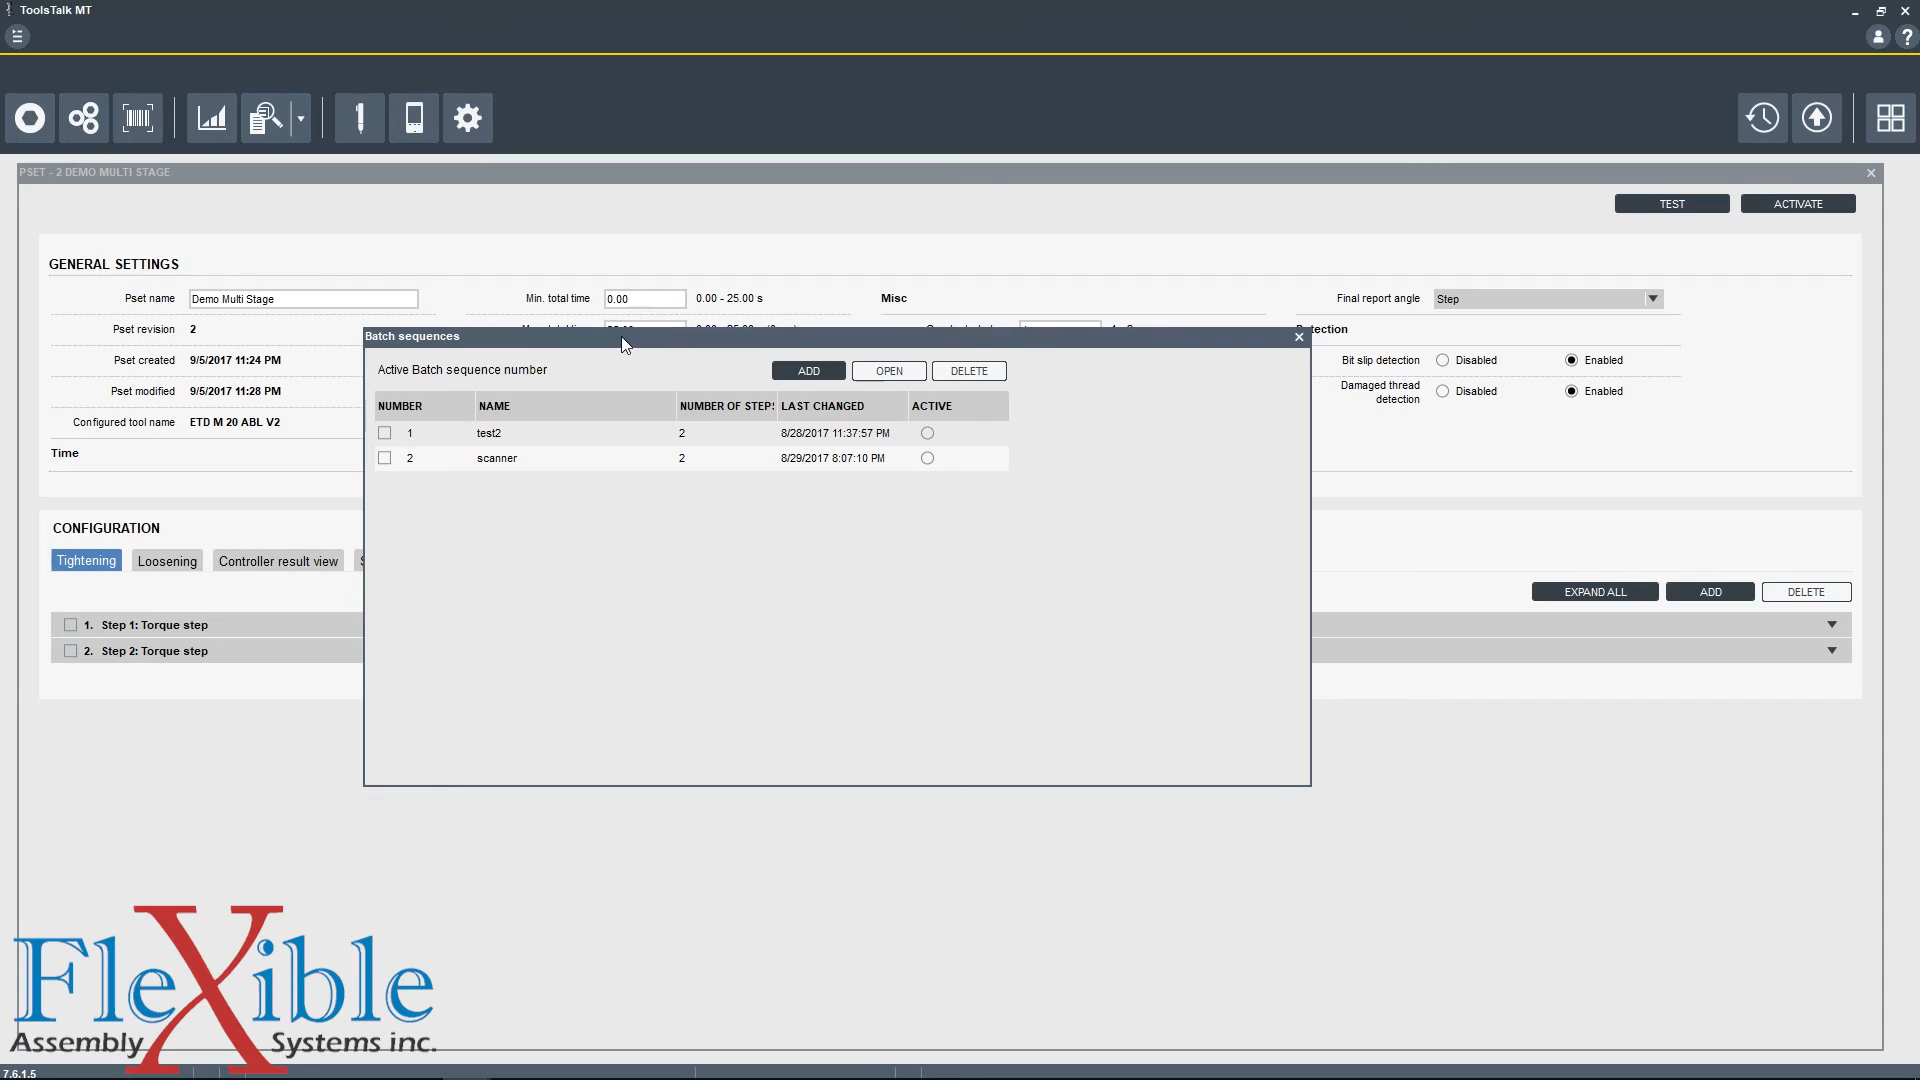 ToolsTalk MT
PSET - 2 DEMO MULTI STAGE
TEST ACTIVATE
GENERAL SETTINGS
Pset name Demo Multi Stage Min. total time 0.00 0.00 - 25.00 s Misc Final report angle Step
Pset revision 2
Pset created 9/5/2017 11:24 PM Bit slip detection Disabled Enabled
Pset modified 9/5/2017 11:28 PM Damaged thread detection Disabled Enabled
Configured tool name ETD M 20 ABL V2
Time
Batch sequences
Active Batch sequence number ADD OPEN DELETE
NUMBER NAME NUMBER OF STEPS LAST CHANGED ACTIVE
1 test2 2 8/28/2017 11:37:57 PM
2 scanner 2 8/29/2017 8:07:10 PM
CONFIGURATION
Tightening Loosening Controller result view
EXPAND ALL ADD DELETE
1. Step 1: Torque step
2. Step 2: Torque step
FleXible
Assembly Systems inc.
7.6.1.5